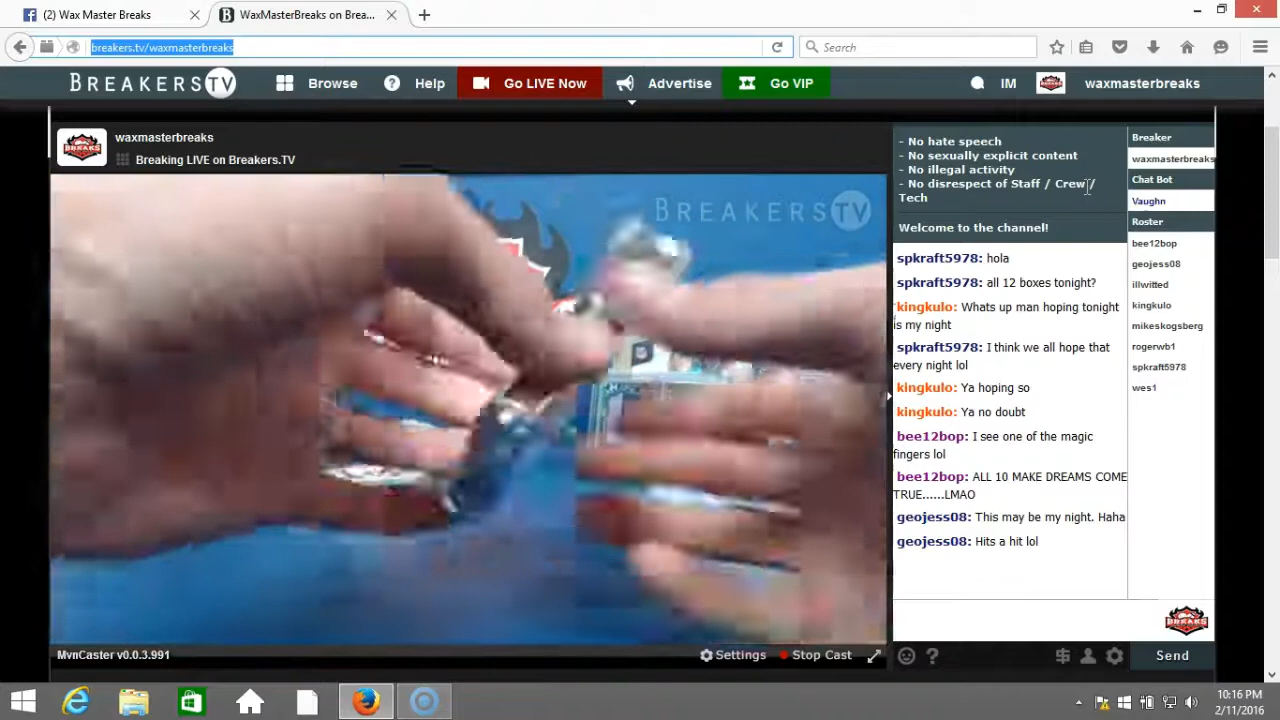 (2) Wax Master Breaks
WaxMasterBreaks on Brea...
breakers.tv/waxmasterbreaks
Search
BREAKERSTV
Browse
Help
Go LIVE Now
Advertise
Go VIP
IM
waxmasterbreaks
waxmasterbreaks
Breaking LIVE on Breakers.TV
BREAKERSTV
- No hate speech
- No sexually explicit content
- No illegal activity
- No disrespect of Staff / Crew /
Tech
Welcome to the channel!
spkraft5978: hola
spkraft5978: all 12 boxes tonight?
kingkulo: Whats up man hoping tonight
is my night
spkraft5978: I think we all hope that
every night lol
kingkulo: Ya hoping so
kingkulo: Ya no doubt
bee12bop: I see one of the magic
fingers lol
bee12bop: ALL 10 MAKE DREAMS COME
TRUE......LMAO
geojess08: This may be my night. Haha
geojess08: Hits a hit lol
Breaker
waxmasterbreaks
Chat Bot
Vaughn
Roster
bee12bop
geojess08
illwitted
kingkulo
mikeskogsberg
rogerwb1
spkraft5978
wes1
BREAKS
MvnCaster v0.0.3.991
Settings
Stop Cast
Send
10:16 PM
2/11/2016